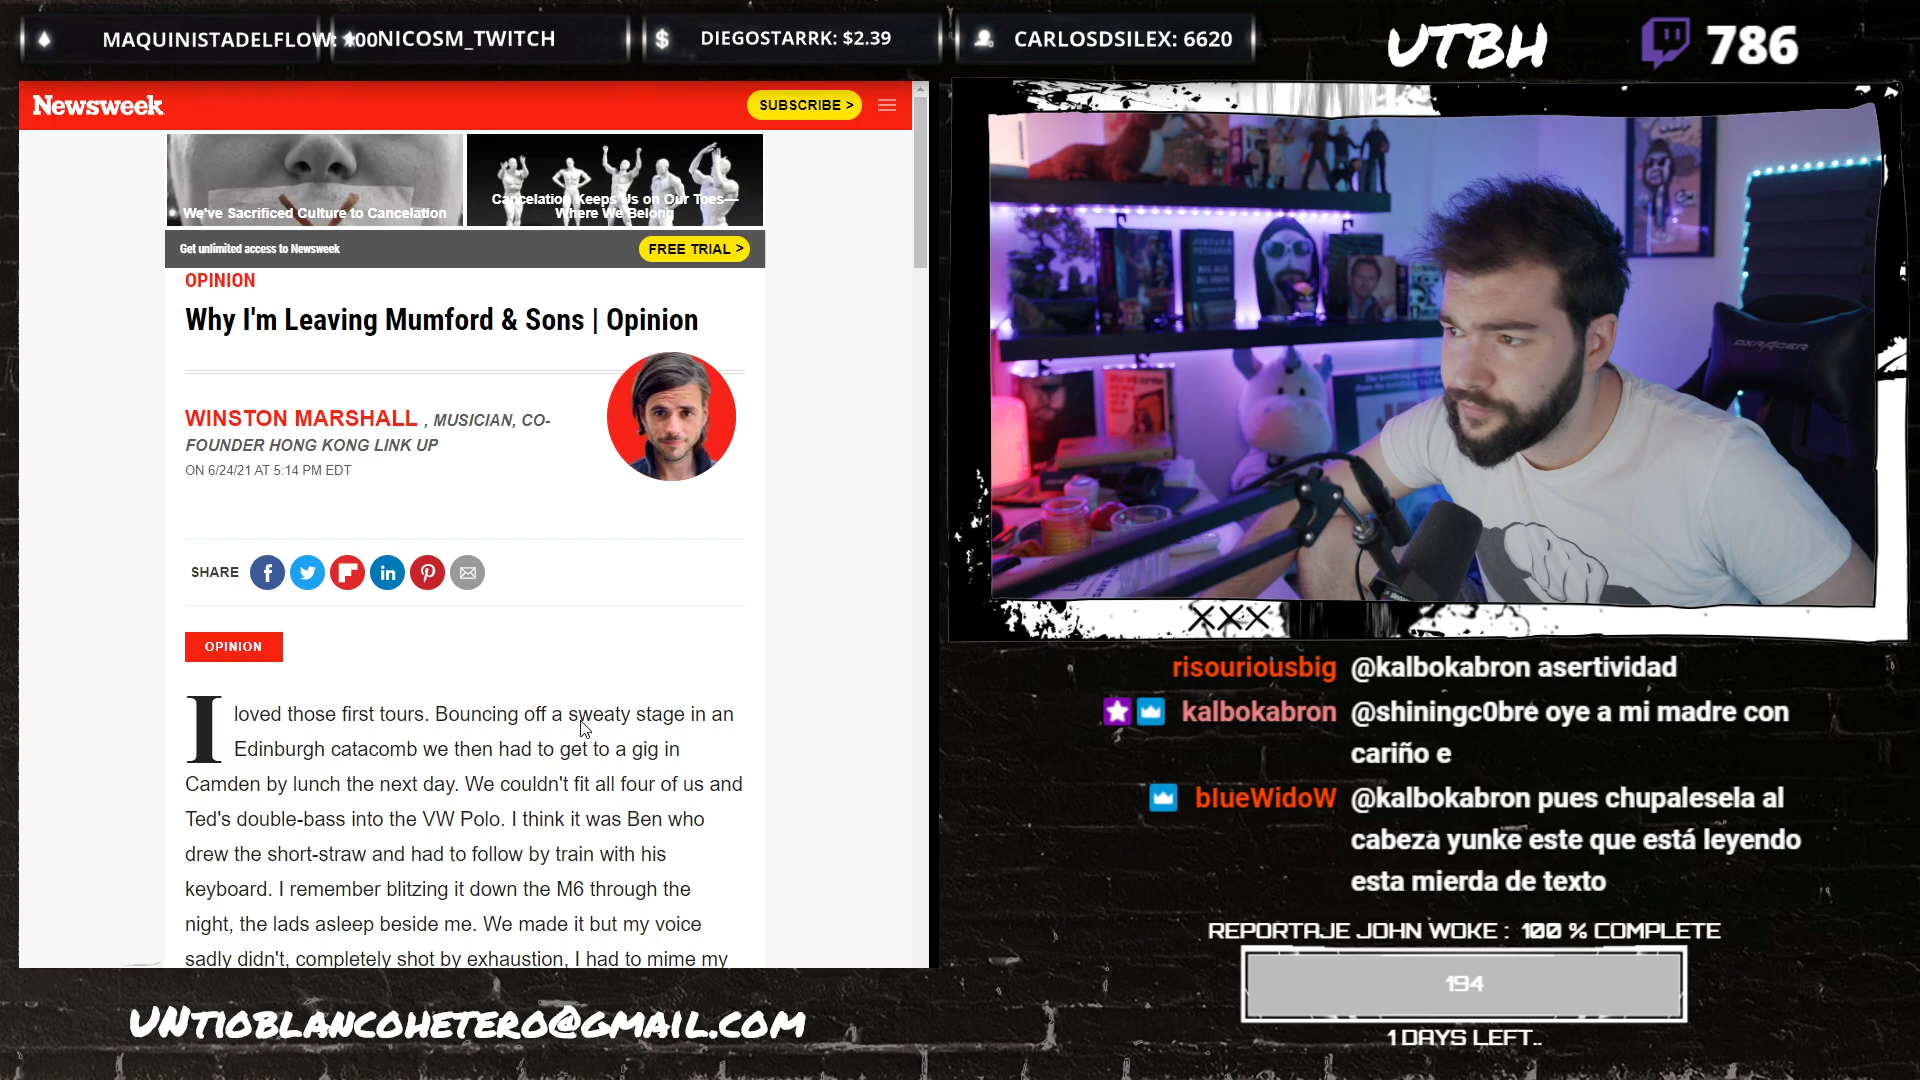 MAQUINISTADELFLOW: 100
NICOSM_TWITCH
$ DIEGOSTARRK: $2.39
CARLOSDSILEX: 6620
UTBH
786
Newsweek
SUBSCRIBE >
We've Sacrificed Culture to Cancelation
Cancelation Keeps Us on Our Toes—
Where We Belong
Get unlimited access to Newsweek
FREE TRIAL >
OPINION
Why I'm Leaving Mumford & Sons | Opinion
WINSTON MARSHALL , MUSICIAN, CO-
FOUNDER HONG KONG LINK UP
ON 6/24/21 AT 5:14 PM EDT
SHARE
OPINION
I loved those first tours. Bouncing off a sweaty stage in an
Edinburgh catacomb we then had to get to a gig in
Camden by lunch the next day. We couldn't fit all four of us and
Ted's double-bass into the VW Polo. I think it was Ben who
drew the short-straw and had to follow by train with his
keyboard. I remember blitzing it down the M6 through the
night, the lads asleep beside me. We made it but my voice
sadly didn't, completely shot by exhaustion, I had to mime my
DXRACER
XXX
risouriousbig @kalbokabron asertividad
kalbokabron @shiningc0bre oye a mi madre con
cariño e
blueWidoW @kalbokabron pues chupalesela al
cabeza yunke este que está leyendo
esta mierda de texto
REPORTAJE JOHN WOKE : 100 % COMPLETE
194
1 DAYS LEFT..
UNTIOBLANCOHETERO@GMAIL.COM